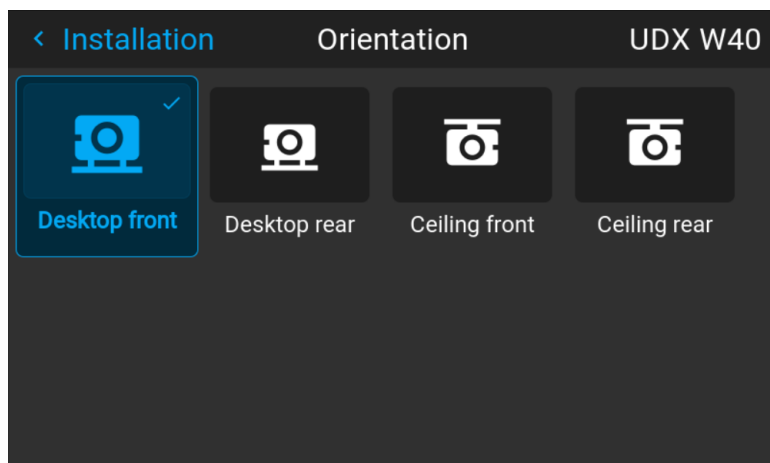 Installation Orientation UDX W40
Desktop front Desktop rear Ceiling front Ceiling rear